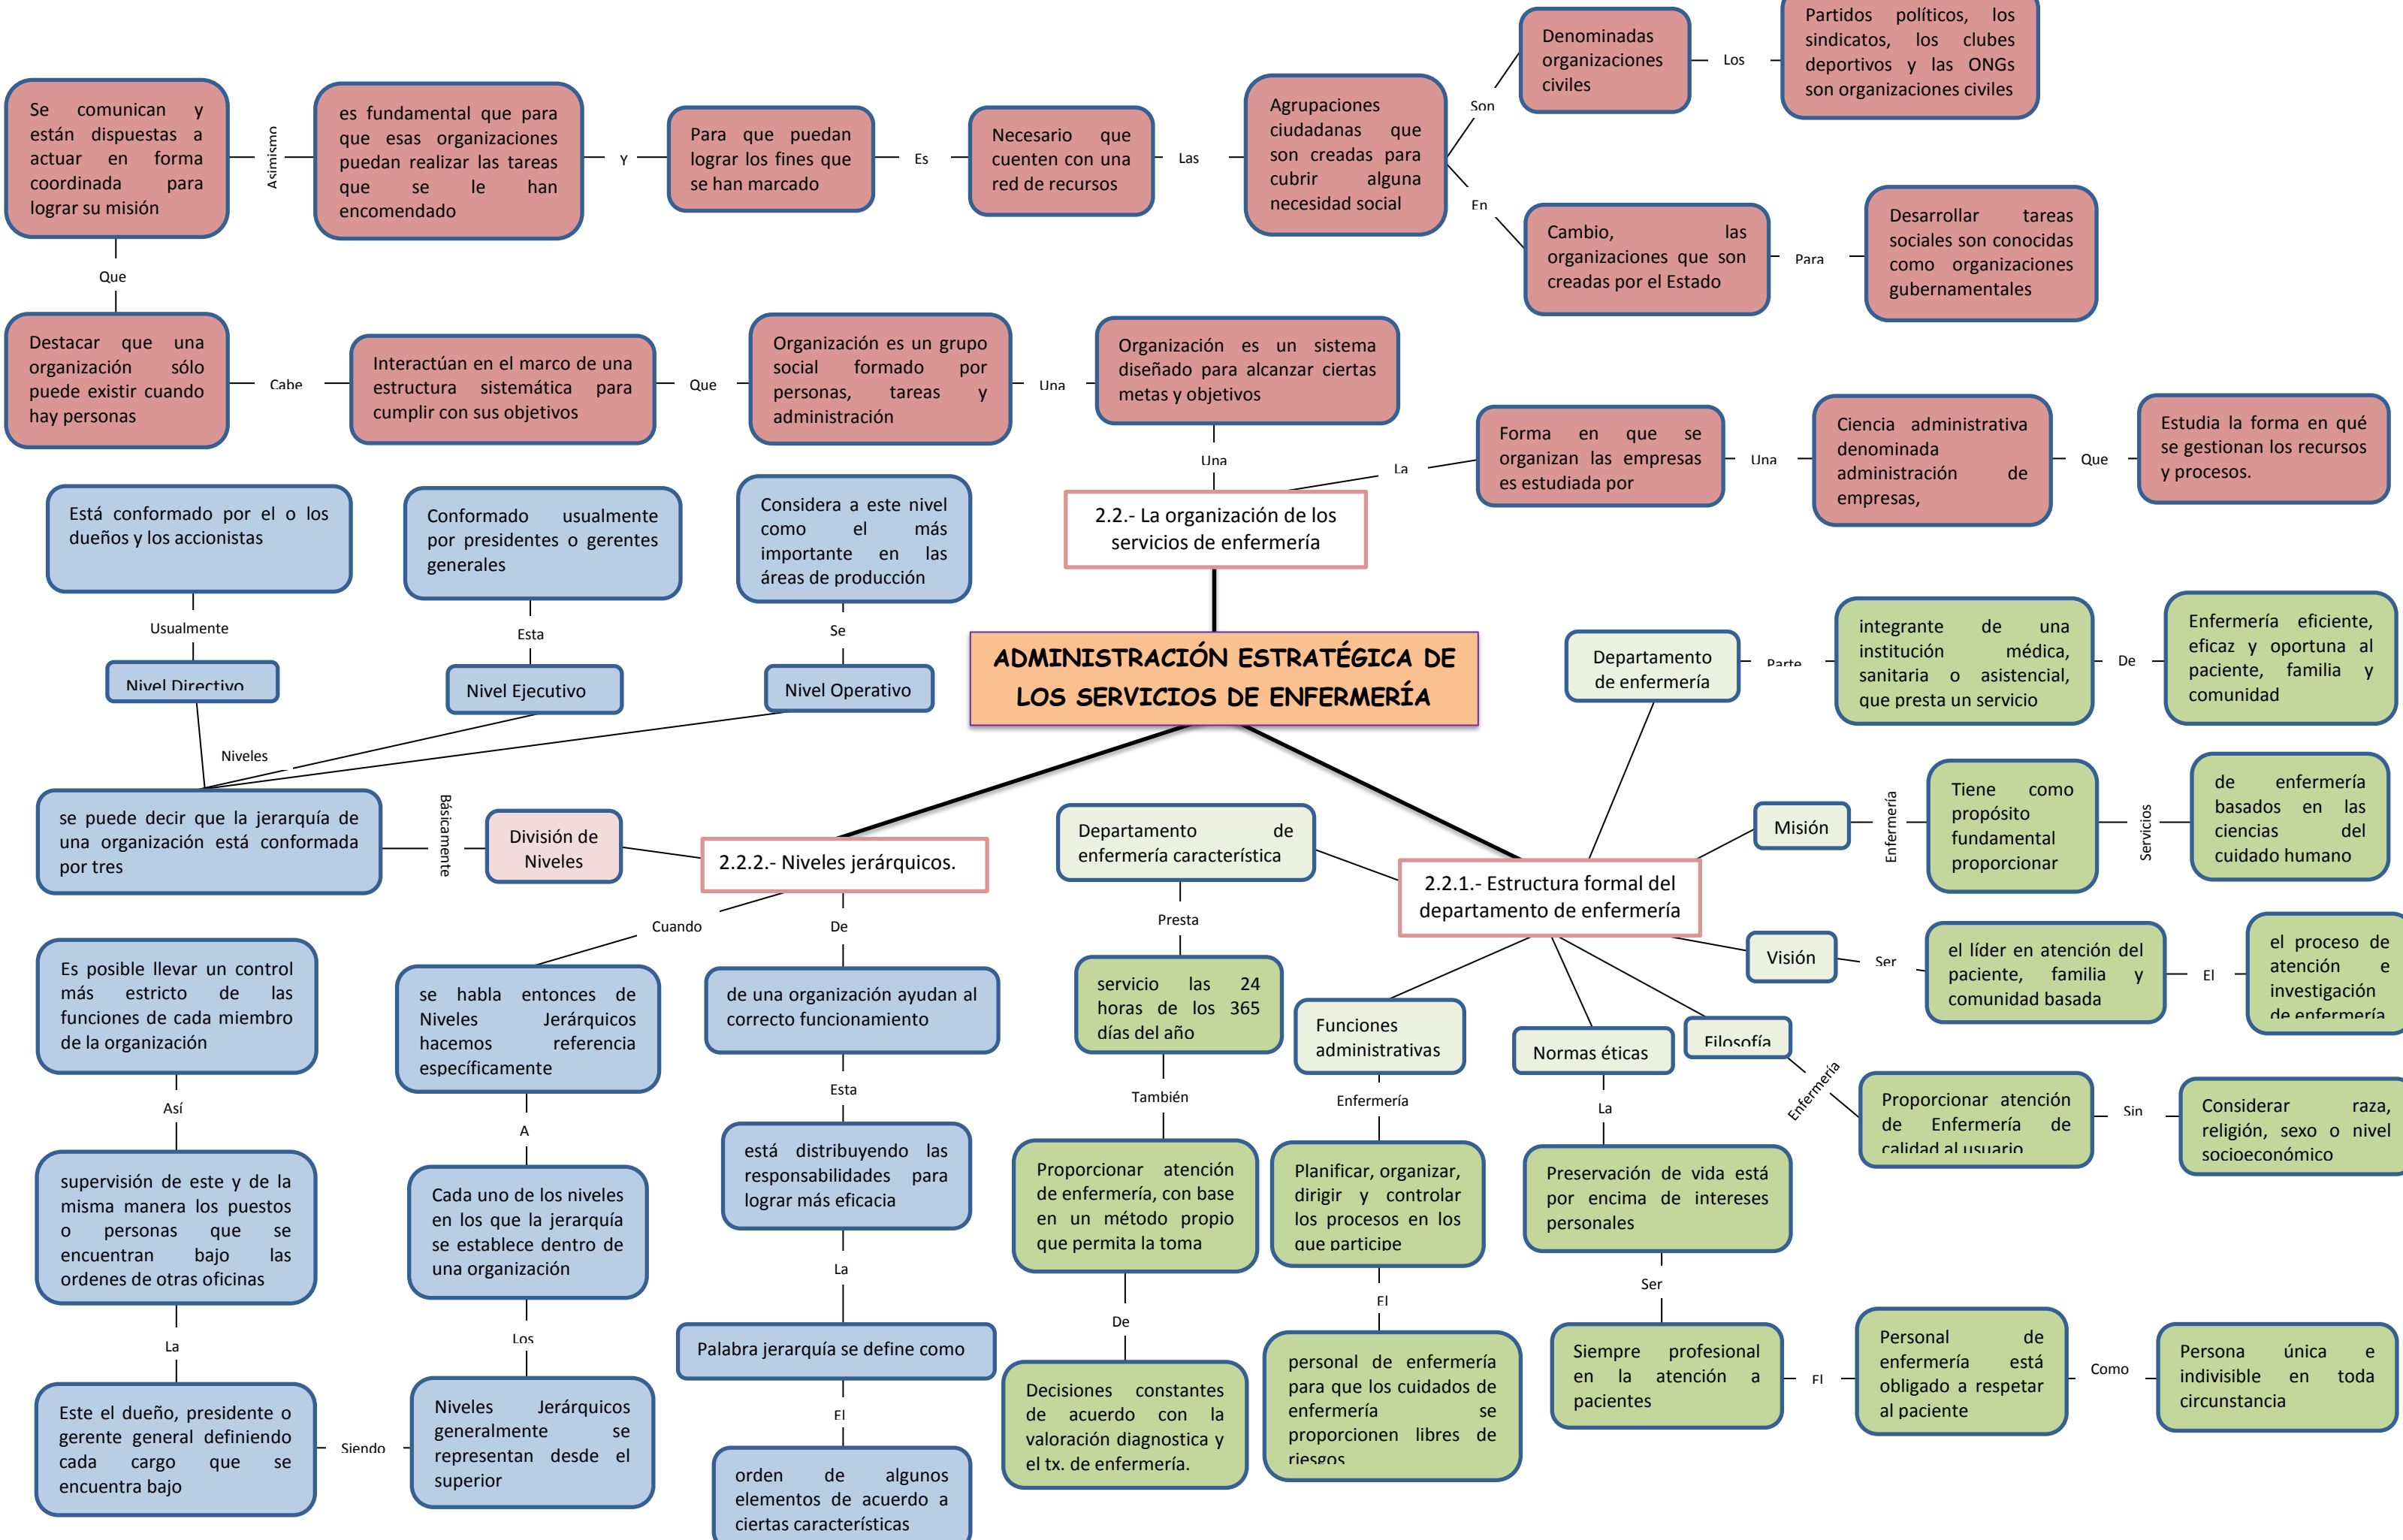 Partidos políticos, los
sindicatos, los clubes
deportivos y las ONGs
son organizaciones civiles
Los
Denominadas
organizaciones
civiles
Son
Se comunican y
están dispuestas a
actuar en forma
coordinada para
lograr su misión
Asimismo
es fundamental que para
que esas organizaciones
puedan realizar las tareas
que se le han
encomendado
Y
Para que puedan
lograr los fines que
se han marcado
Es
Necesario que
cuenten con una
red de recursos
Las
Agrupaciones
ciudadanas que
son creadas para
cubrir alguna
necesidad social
En
Cambio, las
organizaciones que son
creadas por el Estado
Para
Desarrollar tareas
sociales son conocidas
como organizaciones
gubernamentales
Que
Destacar que una
organización sólo
puede existir cuando
hay personas
Cabe
Interactúan en el marco de una
estructura sistemática para
cumplir con sus objetivos
Que
Organización es un grupo
social formado por
personas, tareas y
administración
Una
Organización es un sistema
diseñado para alcanzar ciertas
metas y objetivos
Una
La
Forma en que se
organizan las empresas
es estudiada por
Una
Ciencia administrativa
denominada
administración de
empresas,
Que
Estudia la forma en qué
se gestionan los recursos
y procesos.
2.2.- La organización de los
servicios de enfermería
Está conformado por el o los
dueños y los accionistas
Usualmente
Nivel Directivo
Conformado usualmente
por presidentes o gerentes
generales
Esta
Nivel Ejecutivo
Considera a este nivel
como el más
importante en las
áreas de producción
Se
Nivel Operativo
Niveles
ADMINISTRACIÓN ESTRATÉGICA DE
LOS SERVICIOS DE ENFERMERÍA
Departamento
de enfermería
Parte
integrante de una
institución médica,
sanitaria o asistencial,
que presta un servicio
De
Enfermería eficiente,
eficaz y oportuna al
paciente, familia y
comunidad
se puede decir que la jerarquía de
una organización está conformada
por tres
Básicamente
División de
Niveles
2.2.2.- Niveles jerárquicos.
Departamento de
enfermería característica
2.2.1.- Estructura formal del
departamento de enfermería
Misión
Enfermería
Tiene como
propósito
fundamental
proporcionar
Servicios
de enfermería
basados en las
ciencias del
cuidado humano
Visión
Ser
el líder en atención del
paciente, familia y
comunidad basada
El
el proceso de
atención e
investigación
de enfermería
Cuando
De
Presta
Es posible llevar un control
más estricto de las
funciones de cada miembro
de la organización
Así
supervisión de este y de la
misma manera los puestos
o personas que se
encuentran bajo las
ordenes de otras oficinas
La
Este el dueño, presidente o
gerente general definiendo
cada cargo que se
encuentra bajo
Siendo
se habla entonces de
Niveles Jerárquicos
hacemos referencia
específicamente
A
Cada uno de los niveles
en los que la jerarquía
se establece dentro de
una organización
Los
Niveles Jerárquicos
generalmente se
representan desde el
superior
de una organización ayudan al
correcto funcionamiento
Esta
está distribuyendo las
responsabilidades para
lograr más eficacia
La
Palabra jerarquía se define como
El
orden de algunos
elementos de acuerdo a
ciertas características
servicio las 24
horas de los 365
días del año
También
Proporcionar atención
de enfermería, con base
en un método propio
que permita la toma
De
Decisiones constantes
de acuerdo con la
valoración diagnostica y
el tx. de enfermería.
Funciones
administrativas
Enfermería
Planificar, organizar,
dirigir y controlar
los procesos en los
que participe
El
personal de enfermería
para que los cuidados de
enfermería se
proporcionen libres de
riesgos
Normas éticas
La
Preservación de vida está
por encima de intereses
personales
Ser
Siempre profesional
en la atención a
pacientes
El
Personal de
enfermería está
obligado a respetar
al paciente
Como
Persona única e
indivisible en toda
circunstancia
Filosofía
Enfermería
Proporcionar atención
de Enfermería de
calidad al usuario
Sin
Considerar raza,
religión, sexo o nivel
socioeconómico